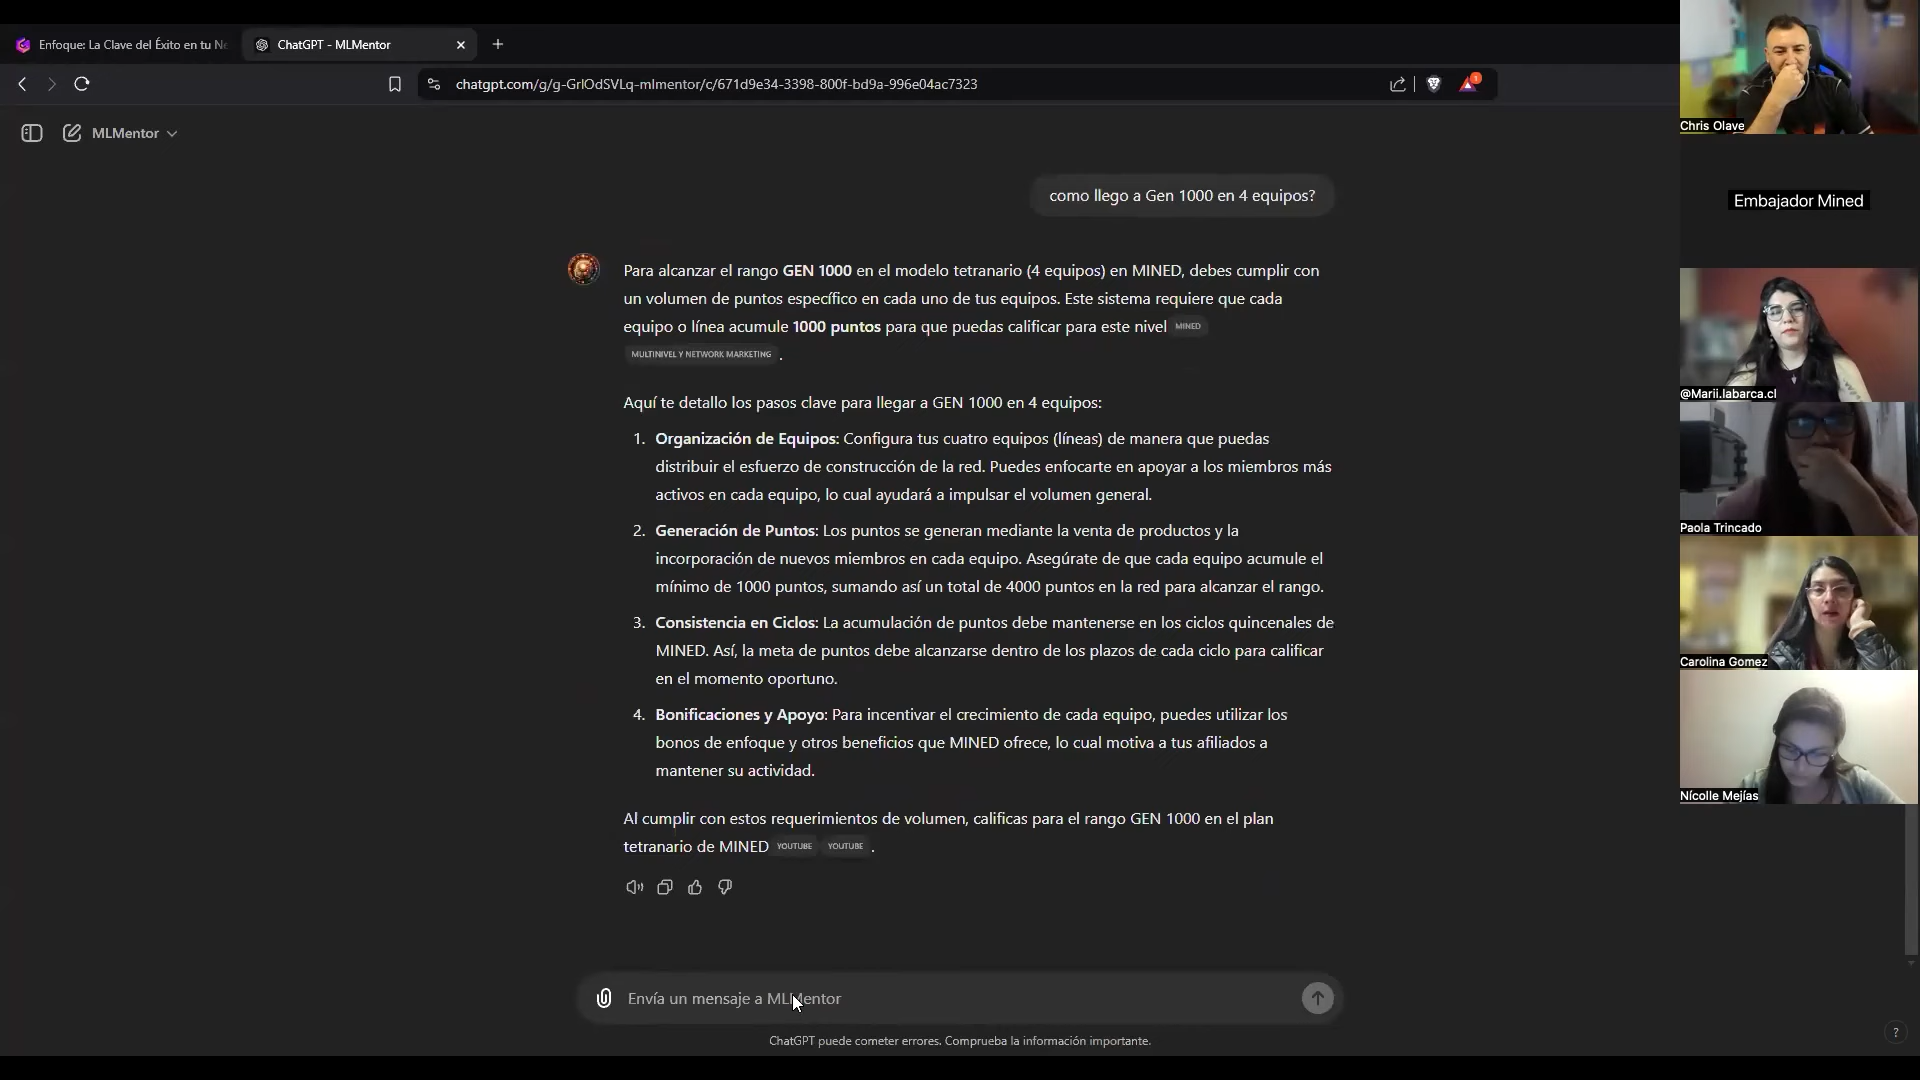 Enfoque: La Clave del Éxito en tu Ne
ChatGPT - MLMentor
chatgpt.com/g/g-GrlOdSVLq-mlmentor/c/671d9e34-3398-800f-bd9a-996e04ac7323
1
MLMentor
como llego a Gen 1000 en 4 equipos?
Para alcanzar el rango GEN 1000 en el modelo tetranario (4 equipos) en MINED, debes cumplir con
un volumen de puntos específico en cada uno de tus equipos. Este sistema requiere que cada
equipo o línea acumule 1000 puntos para que puedas calificar para este nivel MINED
MULTINIVEL Y NETWORK MARKETING .
Aquí te detallo los pasos clave para llegar a GEN 1000 en 4 equipos:
1. Organización de Equipos: Configura tus cuatro equipos (líneas) de manera que puedas
distribuir el esfuerzo de construcción de la red. Puedes enfocarte en apoyar a los miembros más
activos en cada equipo, lo cual ayudará a impulsar el volumen general.
2. Generación de Puntos: Los puntos se generan mediante la venta de productos y la
incorporación de nuevos miembros en cada equipo. Asegúrate de que cada equipo acumule el
mínimo de 1000 puntos, sumando así un total de 4000 puntos en la red para alcanzar el rango.
3. Consistencia en Ciclos: La acumulación de puntos debe mantenerse en los ciclos quincenales de
MINED. Así, la meta de puntos debe alcanzarse dentro de los plazos de cada ciclo para calificar
en el momento oportuno.
4. Bonificaciones y Apoyo: Para incentivar el crecimiento de cada equipo, puedes utilizar los
bonos de enfoque y otros beneficios que MINED ofrece, lo cual motiva a tus afiliados a
mantener su actividad.
Al cumplir con estos requerimientos de volumen, calificas para el rango GEN 1000 en el plan
tetranario de MINED YOUTUBE YOUTUBE .
Envía un mensaje a MLMentor
ChatGPT puede cometer errores. Comprueba la información importante.
?
Chris Olave
Embajador Mined
@Marii.labarca.cl
Paola Trincado
Carolina Gomez
Nícolle Mejías